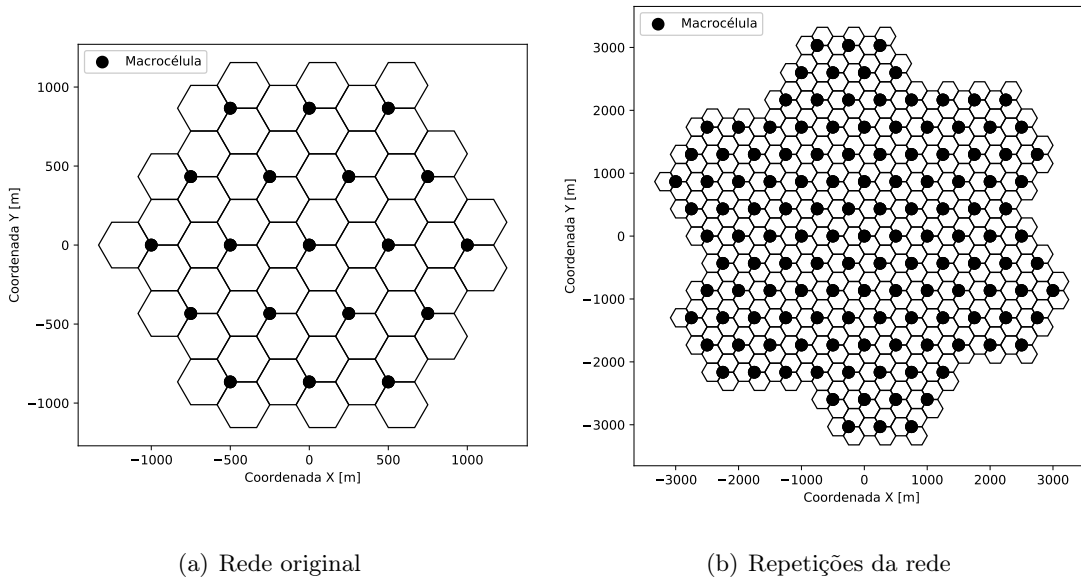 Macrocélula
1000
500
0
−500
−1000
Coordenada Y [m]
−1000 −500 0 500 1000
Coordenada X [m]
(a) Rede original
Macrocélula
3000
2000
1000
0
−1000
−2000
−3000
Coordenada Y [m]
−3000 −2000 −1000 0 1000 2000 3000
Coordenada X [m]
(b) Repetições da rede